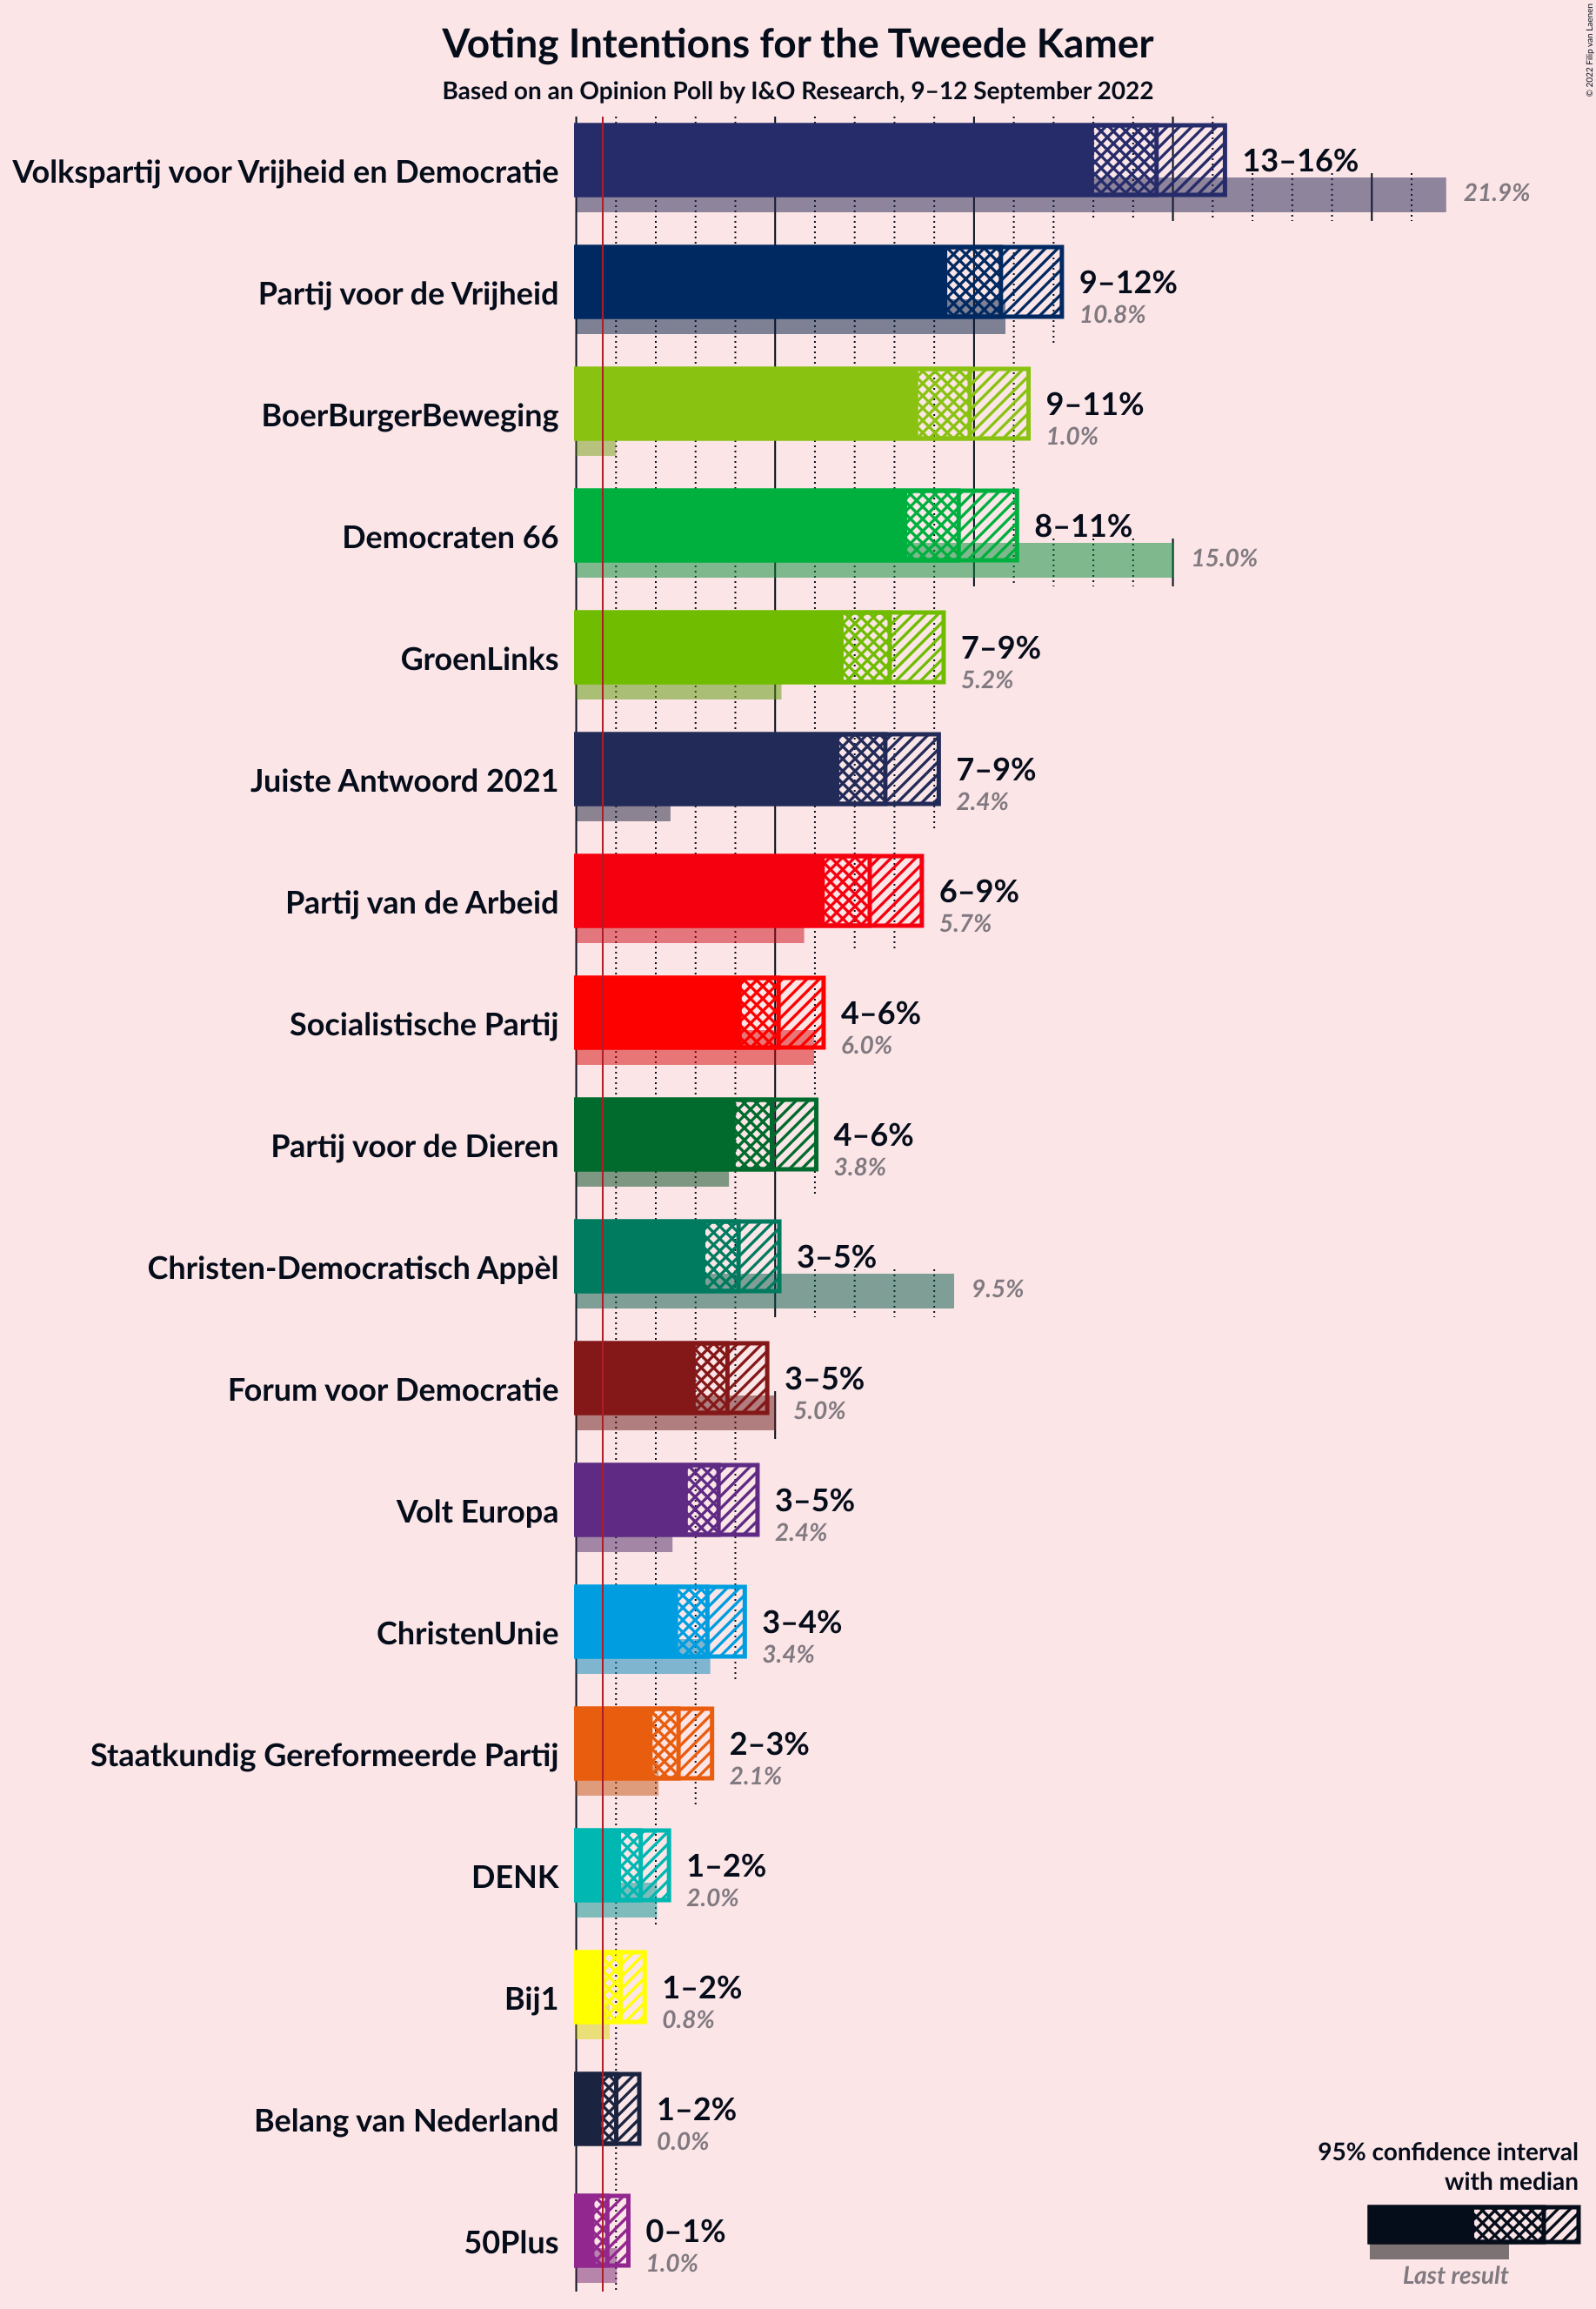 Voting Intentions for the Tweede Kamer
Based on an Opinion Poll by I&O Research, 9–12 September 2022
© 2022 Filip van Laenen
Volkspartij voor Vrijheid en Democratie
13–16%
21.9%
Partij voor de Vrijheid
9–12%
10.8%
BoerBurgerBeweging
9–11%
1.0%
Democraten 66
8–11%
15.0%
GroenLinks
7–9%
5.2%
Juiste Antwoord 2021
7–9%
2.4%
Partij van de Arbeid
6–9%
5.7%
Socialistische Partij
4–6%
6.0%
Partij voor de Dieren
4–6%
3.8%
Christen-Democratisch Appèl
3–5%
9.5%
Forum voor Democratie
3–5%
5.0%
Volt Europa
3–5%
2.4%
ChristenUnie
3–4%
3.4%
Staatkundig Gereformeerde Partij
2–3%
2.1%
DENK
1–2%
2.0%
Bij1
1–2%
0.8%
Belang van Nederland
1–2%
0.0%
50Plus
0–1%
1.0%
95% confidence interval
with median
Last result